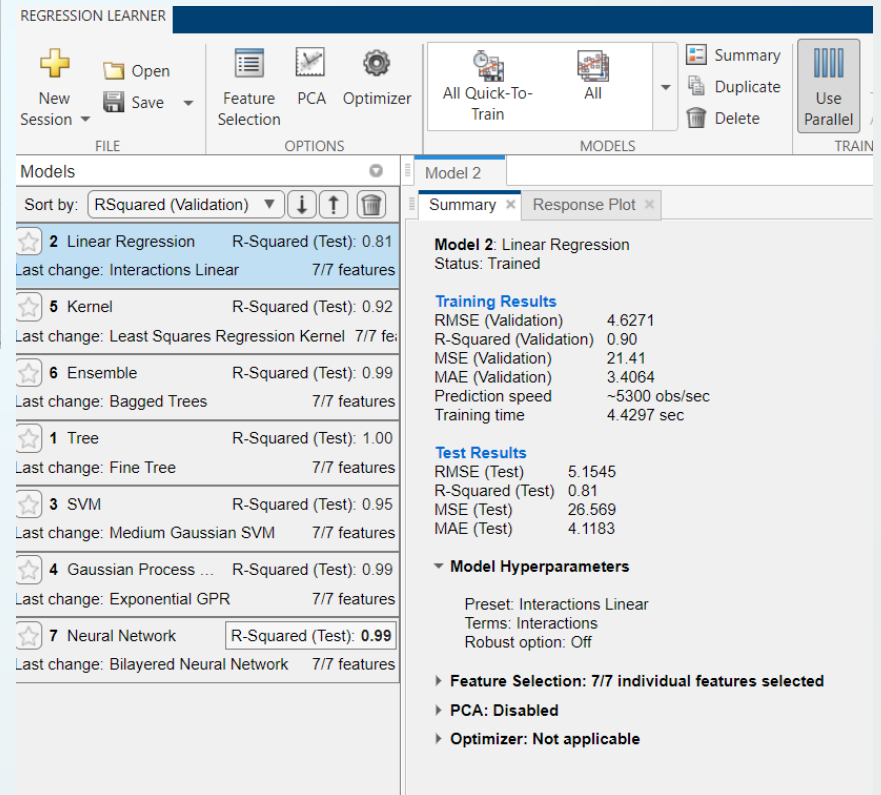 REGRESSION LEARNER
New Session
Open
Save
FILE
Feature Selection
PCA
Optimizer
OPTIONS
All Quick-To-Train
All
Summary
Duplicate
Delete
MODELS
Use Parallel
TRAIN
Models
Sort by: RSquared (Validation)
2 Linear Regression R-Squared (Test): 0.81
Last change: Interactions Linear 7/7 features
5 Kernel R-Squared (Test): 0.92
Last change: Least Squares Regression Kernel 7/7 fea
6 Ensemble R-Squared (Test): 0.99
Last change: Bagged Trees 7/7 features
1 Tree R-Squared (Test): 1.00
Last change: Fine Tree 7/7 features
3 SVM R-Squared (Test): 0.95
Last change: Medium Gaussian SVM 7/7 features
4 Gaussian Process ... R-Squared (Test): 0.99
Last change: Exponential GPR 7/7 features
7 Neural Network R-Squared (Test): 0.99
Last change: Bilayered Neural Network 7/7 features
Model 2
Summary
Response Plot
Model 2: Linear Regression
Status: Trained
Training Results
RMSE (Validation) 4.6271
R-Squared (Validation) 0.90
MSE (Validation) 21.41
MAE (Validation) 3.4064
Prediction speed ~5300 obs/sec
Training time 4.4297 sec
Test Results
RMSE (Test) 5.1545
R-Squared (Test) 0.81
MSE (Test) 26.569
MAE (Test) 4.1183
Model Hyperparameters
Preset: Interactions Linear
Terms: Interactions
Robust option: Off
Feature Selection: 7/7 individual features selected
PCA: Disabled
Optimizer: Not applicable